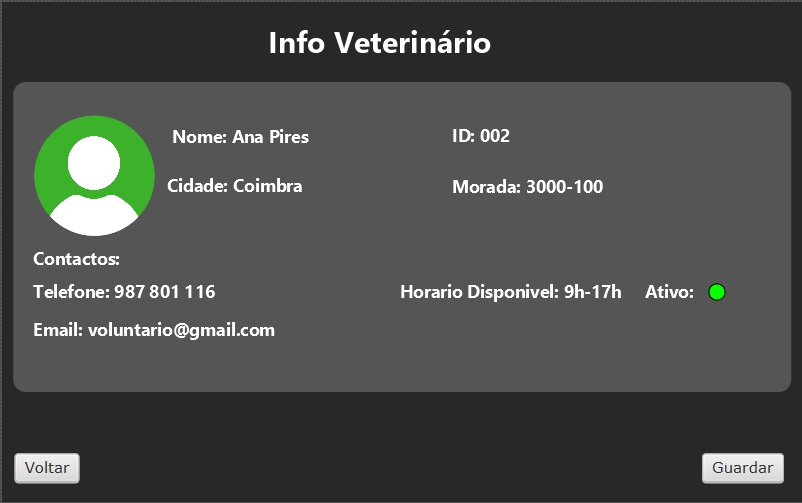 Info Veterinário
Nome: Ana Pires
ID: 002
Cidade: Coimbra
Morada: 3000-100
Contactos:
Telefone: 987 801 116
Horario Disponivel: 9h-17h
Ativo:
Email: voluntario@gmail.com
Voltar
Guardar